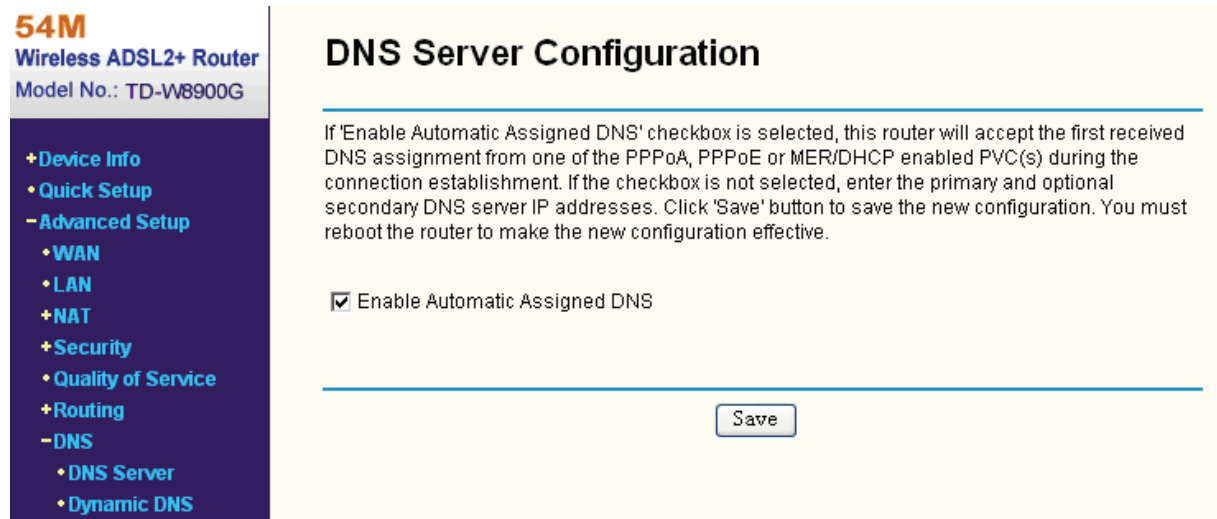 54M
Wireless ADSL2+ Router
Model No.: TD-W8900G
+Device Info
•Quick Setup
−Advanced Setup
•WAN
•LAN
+NAT
+Security
•Quality of Service
+Routing
−DNS
•DNS Server
•Dynamic DNS
DNS Server Configuration
If 'Enable Automatic Assigned DNS' checkbox is selected, this router will accept the first received
DNS assignment from one of the PPPoA, PPPoE or MER/DHCP enabled PVC(s) during the
connection establishment. If the checkbox is not selected, enter the primary and optional
secondary DNS server IP addresses. Click 'Save' button to save the new configuration. You must
reboot the router to make the new configuration effective.
Enable Automatic Assigned DNS
Save